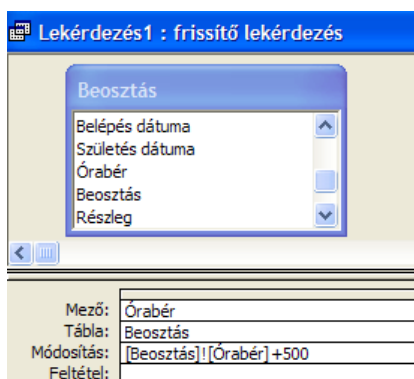 Lekérdezés1 : frissítő lekérdezés
Beosztás
Belépés dátuma
Születés dátuma
Órabér
Beosztás
Részleg
Mező: Órabér
Tábla: Beosztás
Módosítás: [Beosztás]![Órabér]+500
Feltétel: